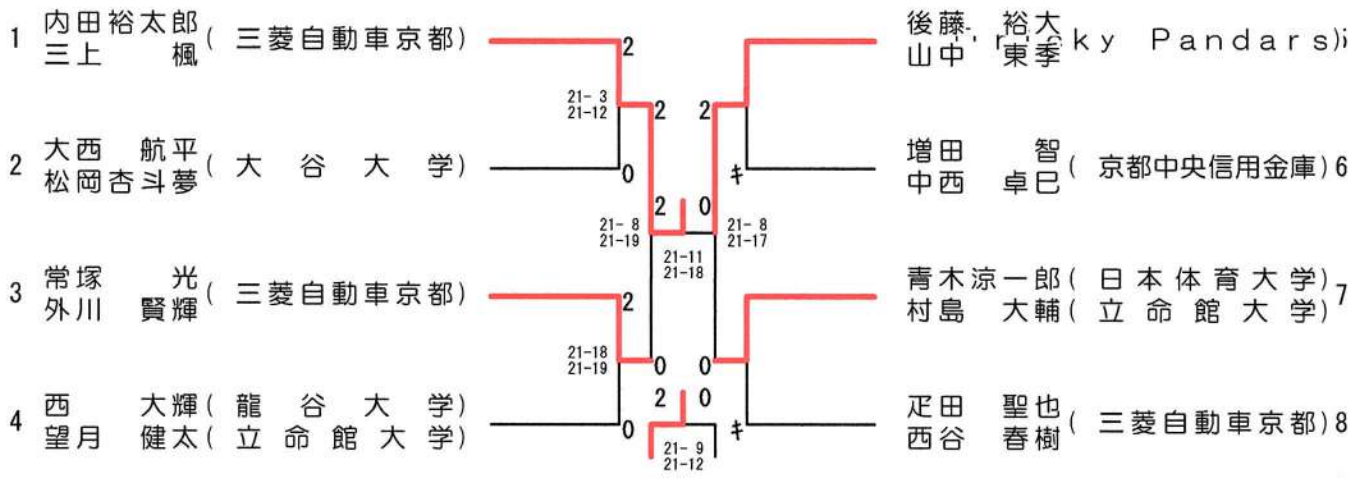 1 内田裕太郎 ( 三菱自動車京都 )
三上 楓
2 大西 航平 ( 大 谷 大 学 )
松岡杏斗夢
3 常塚 光 ( 三菱自動車京都 )
外川 賢輝
4 西 大輝 ( 龍 谷 大 学 )
望月 健太 ( 立 命 館 大 学 )
2
21- 3
21-12
0
2
2
21- 8
21-19
2
21-18
21-19
0
0
2 0
21-11
21-18
2 0
21- 9
21-12
2
キ
0
21- 8
21-17
0
キ
後藤 裕大
山中 東季
ky Pandars)
増田 智 ( 京都中央信用金庫 ) 6
中西 卓巳
青木涼一郎 ( 日 本 体 育 大 学 ) 7
村島 大輔 ( 立 命 館 大 学 )
疋田 聖也 ( 三菱自動車京都 ) 8
西谷 春樹